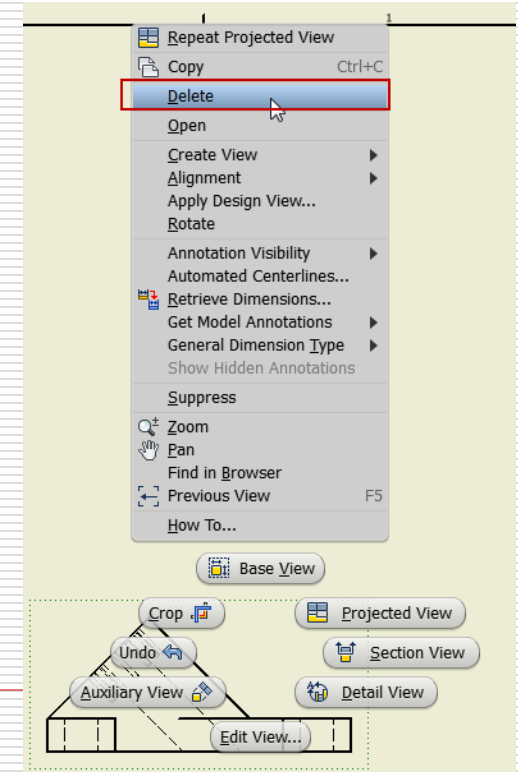 1
Repeat Projected View
Copy Ctrl+C
Delete
Open
Create View
Alignment
Apply Design View...
Rotate
Annotation Visibility
Automated Centerlines...
Retrieve Dimensions...
Get Model Annotations
General Dimension Type
Show Hidden Annotations
Suppress
Zoom
Pan
Find in Browser
Previous View F5
How To...
Base View
Crop Projected View
Undo Section View
Auxiliary View Detail View
Edit View...